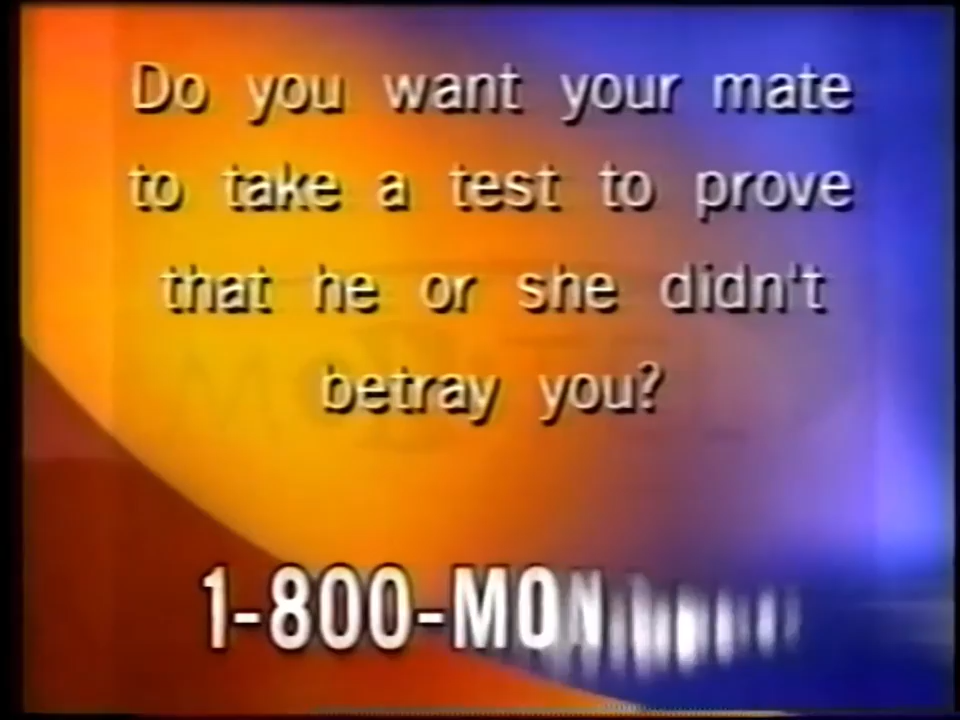 Do you want your mate
to take a test to prove
that he or she didn't
betray you?
1-800-MON